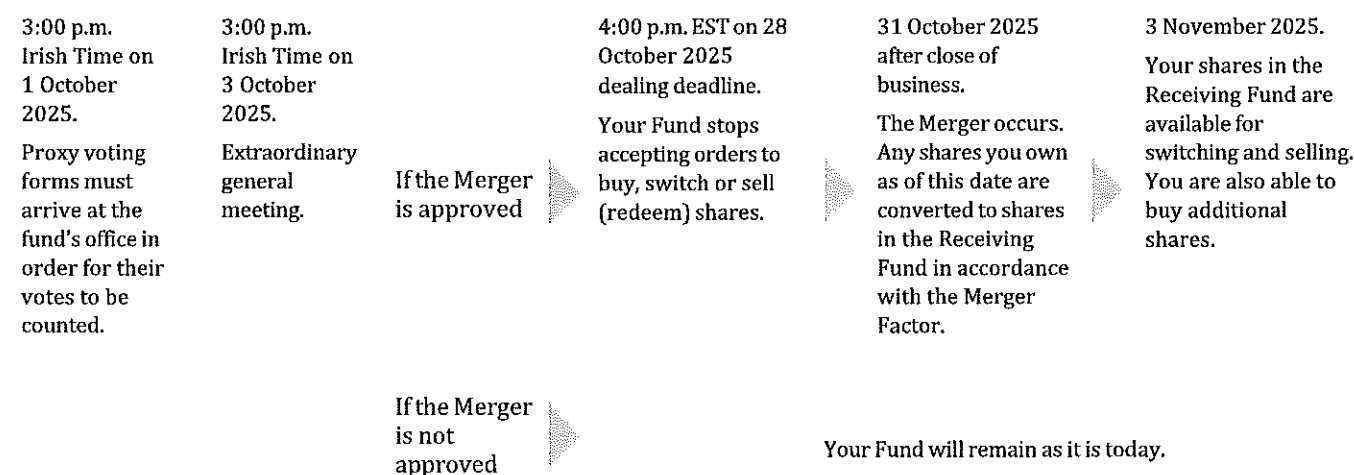 3:00 p.m.
Irish Time on
1 October
2025.
Proxy voting
forms must
arrive at the
fund's office in
order for their
votes to be
counted.
3:00 p.m.
Irish Time on
3 October
2025.
Extraordinary
general
meeting.
If the Merger
is approved
4:00 p.m. EST on 28
October 2025
dealing deadline.
Your Fund stops
accepting orders to
buy, switch or sell
(redeem) shares.
31 October 2025
after close of
business.
The Merger occurs.
Any shares you own
as of this date are
converted to shares
in the Receiving
Fund in accordance
with the Merger
Factor.
3 November 2025.
Your shares in the
Receiving Fund are
available for
switching and selling.
You are also able to
buy additional
shares.
If the Merger
is not
approved
Your Fund will remain as it is today.